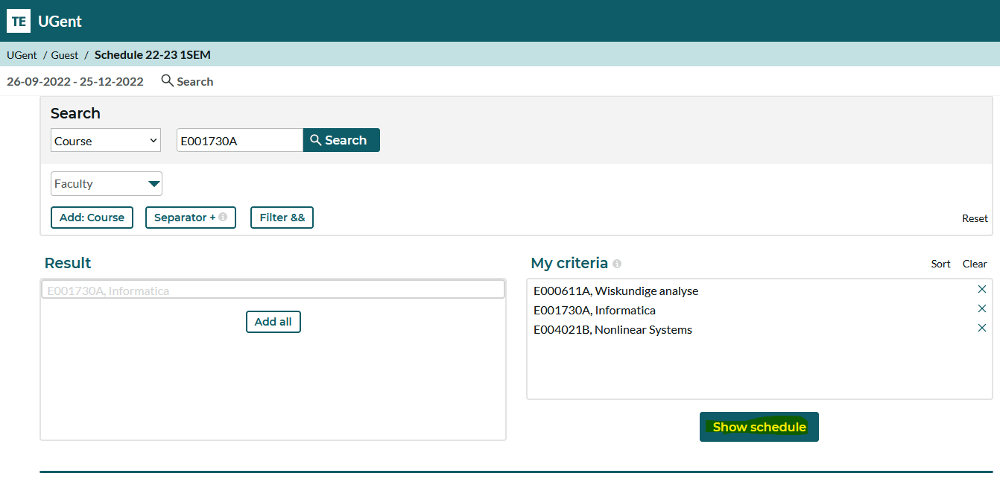 TE UGent
UGent / Guest / Schedule 22-23 1SEM
26-09-2022 - 25-12-2022 Search
Search
Course E001730A Search
Faculty
Add: Course Separator + Filter && Reset
Result
E001730A, Informatica
Add all
My criteria Sort Clear
E000611A, Wiskundige analyse
E001730A, Informatica
E004021B, Nonlinear Systems
Show schedule